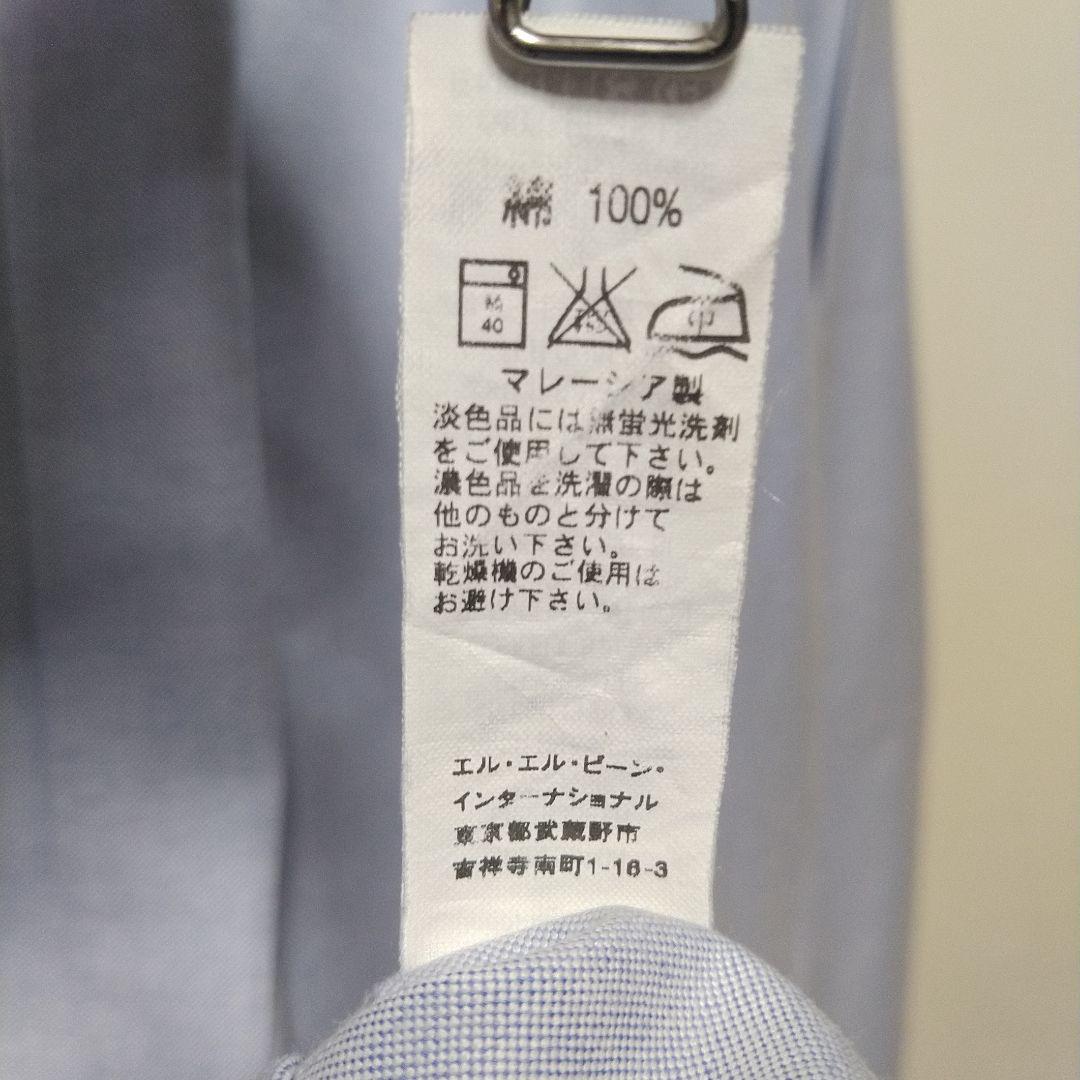 綿 100%
弱
40
中
マレーシア製
淡色品には無蛍光洗剤
をご使用して下さい。
濃色品を洗濯の際は
他のものと分けて
お洗い下さい。
乾燥機のご使用は
お避け下さい。
エル・エル・ビーン・
インターナショナル
東京都武蔵野市
吉祥寺南町1-16-3